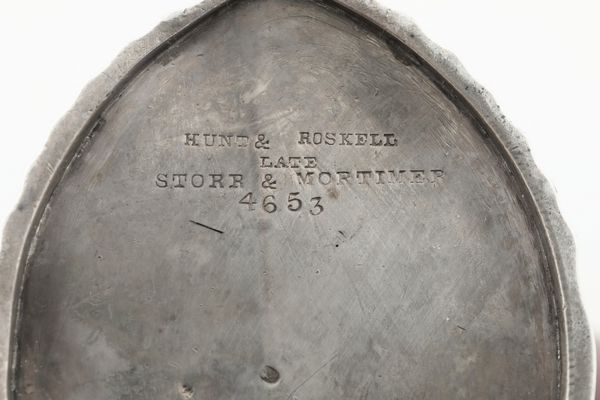 HUNT & ROSKELL
LATE
STORR & MORTIMER
4653